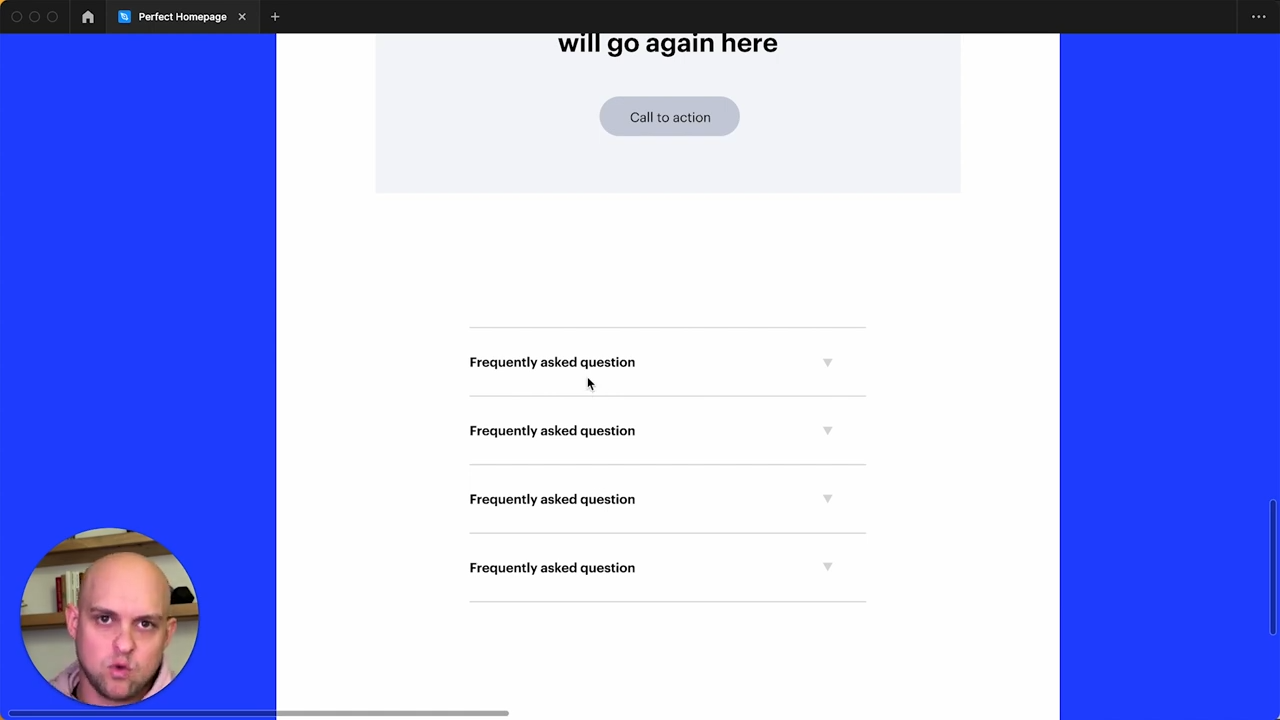 Perfect Homepage
will go again here
Call to action
Frequently asked question
Frequently asked question
Frequently asked question
Frequently asked question